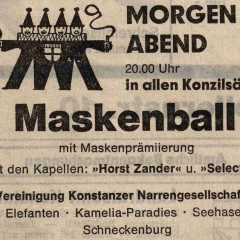 MORGEN
ABEND
20.00 Uhr
in allen Konzilsä
Maskenball
mit Maskenprämiierung
t den Kapellen: »Horst Zander« u. »Selec
Vereinigung Konstanzer Narrengesellschaf
Elefanten · Kamelia-Paradies · Seehase
Schneckenburg